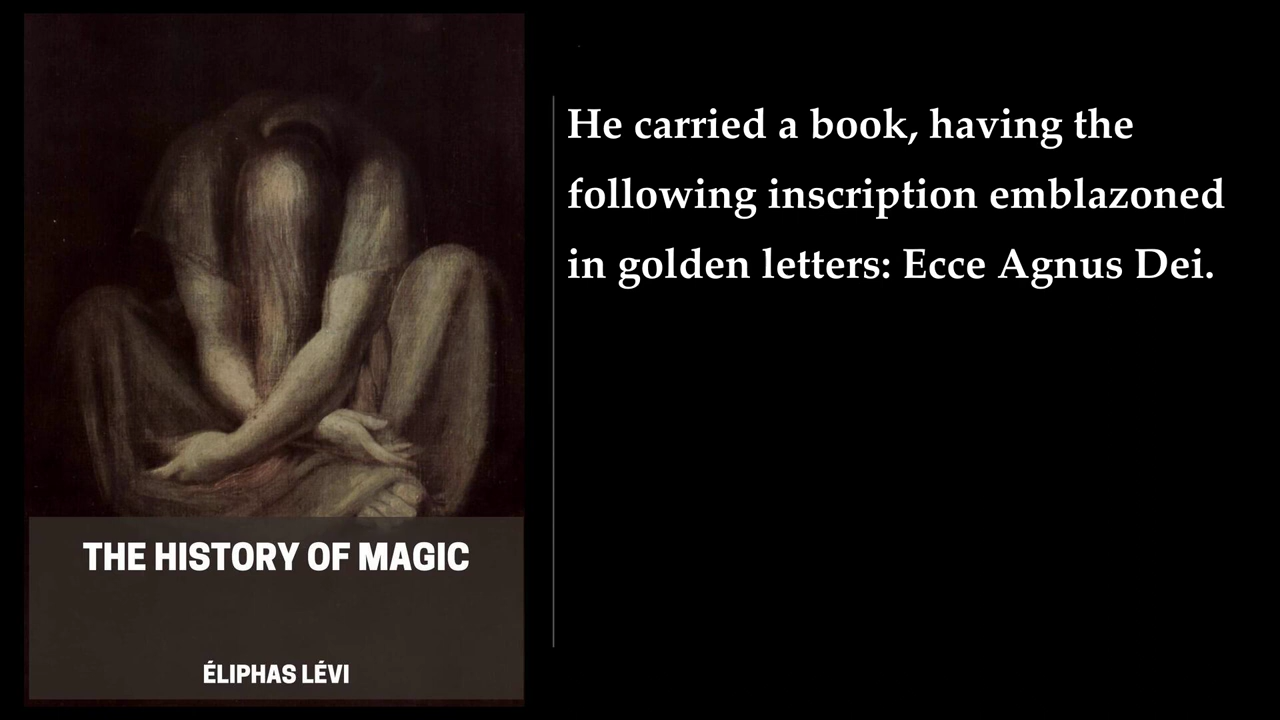 THE HISTORY OF MAGIC
ÉLIPHAS LÉVI
He carried a book, having the
following inscription emblazoned
in golden letters: Ecce Agnus Dei.